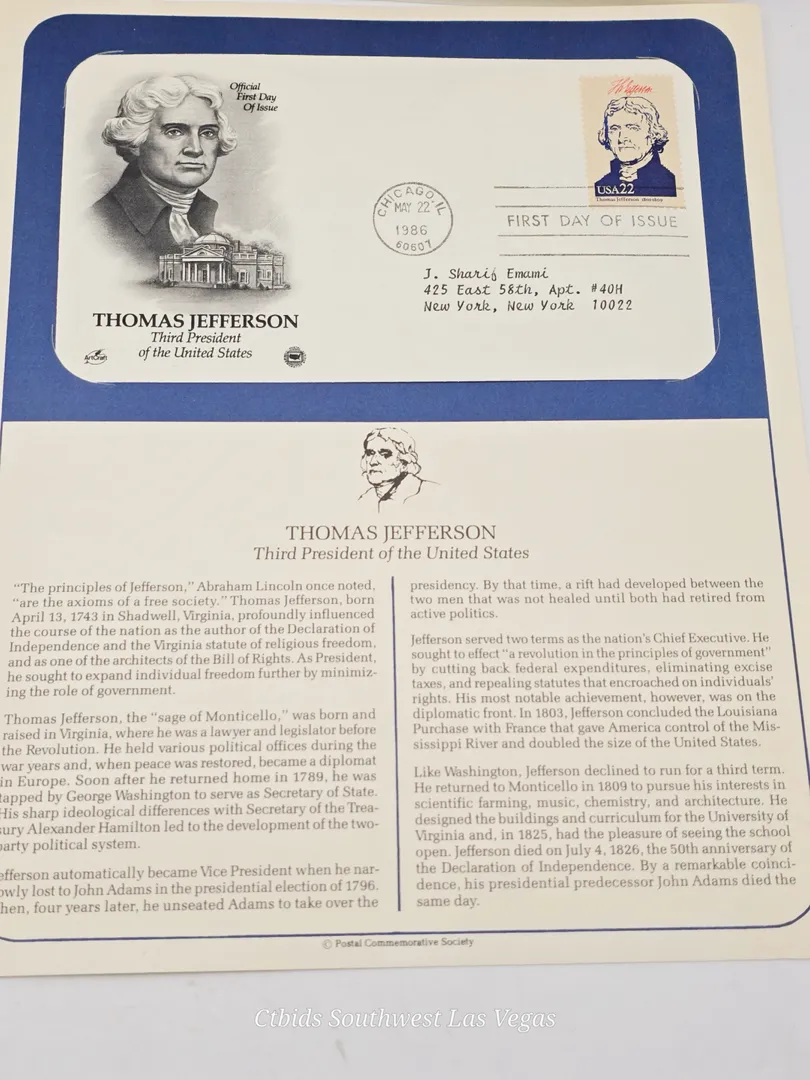 Official
First Day
Of Issue
Th Jefferson
USA22
Thomas Jefferson
CHICAGO, IL
MAY 22
1986
60607
FIRST DAY OF ISSUE
J. Sharif Emami
425 East 58th, Apt. #40H
New York, New York 10022
THOMAS JEFFERSON
Third President
of the United States
ArtCraft
THOMAS JEFFERSON
Third President of the United States
"The principles of Jefferson," Abraham Lincoln once noted,
"are the axioms of a free society." Thomas Jefferson, born
April 13, 1743 in Shadwell, Virginia, profoundly influenced
the course of the nation as the author of the Declaration of
Independence and the Virginia statute of religious freedom,
and as one of the architects of the Bill of Rights. As President,
he sought to expand individual freedom further by minimiz-
ing the role of government.
Thomas Jefferson, the "sage of Monticello," was born and
raised in Virginia, where he was a lawyer and legislator before
the Revolution. He held various political offices during the
war years and, when peace was restored, became a diplomat
in Europe. Soon after he returned home in 1789, he was
tapped by George Washington to serve as Secretary of State.
His sharp ideological differences with Secretary of the Trea-
sury Alexander Hamilton led to the development of the two-
party political system.
efferson automatically became Vice President when he nar-
owly lost to John Adams in the presidential election of 1796.
hen, four years later, he unseated Adams to take over the
presidency. By that time, a rift had developed between the
two men that was not healed until both had retired from
active politics.
Jefferson served two terms as the nation's Chief Executive. He
sought to effect "a revolution in the principles of government"
by cutting back federal expenditures, eliminating excise
taxes, and repealing statutes that encroached on individuals'
rights. His most notable achievement, however, was on the
diplomatic front. In 1803, Jefferson concluded the Louisiana
Purchase with France that gave America control of the Mis-
sissippi River and doubled the size of the United States.
Like Washington, Jefferson declined to run for a third term.
He returned to Monticello in 1809 to pursue his interests in
scientific farming, music, chemistry, and architecture. He
designed the buildings and curriculum for the University of
Virginia and, in 1825, had the pleasure of seeing the school
open. Jefferson died on July 4, 1826, the 50th anniversary of
the Declaration of Independence. By a remarkable coinci-
dence, his presidential predecessor John Adams died the
same day.
© Postal Commemorative Society
Ctbids Southwest Las Vegas